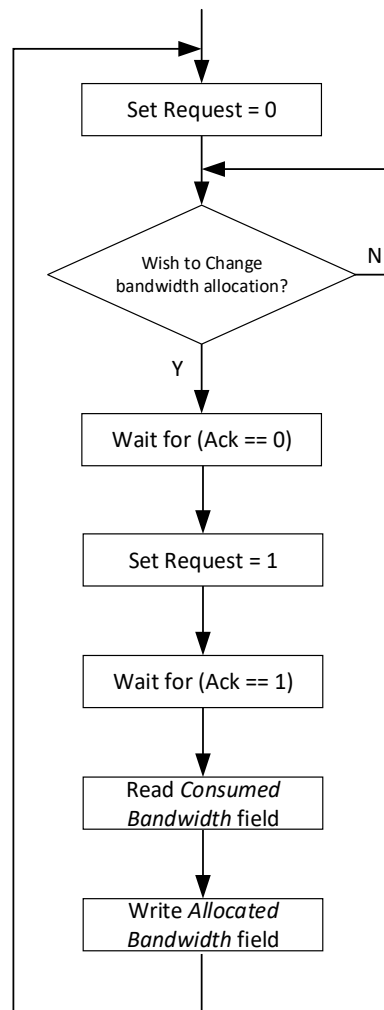 Set Request = 0
Wish to Change
bandwidth allocation?
N
Y
Wait for (Ack == 0)
Set Request = 1
Wait for (Ack == 1)
Read Consumed
Bandwidth field
Write Allocated
Bandwidth field